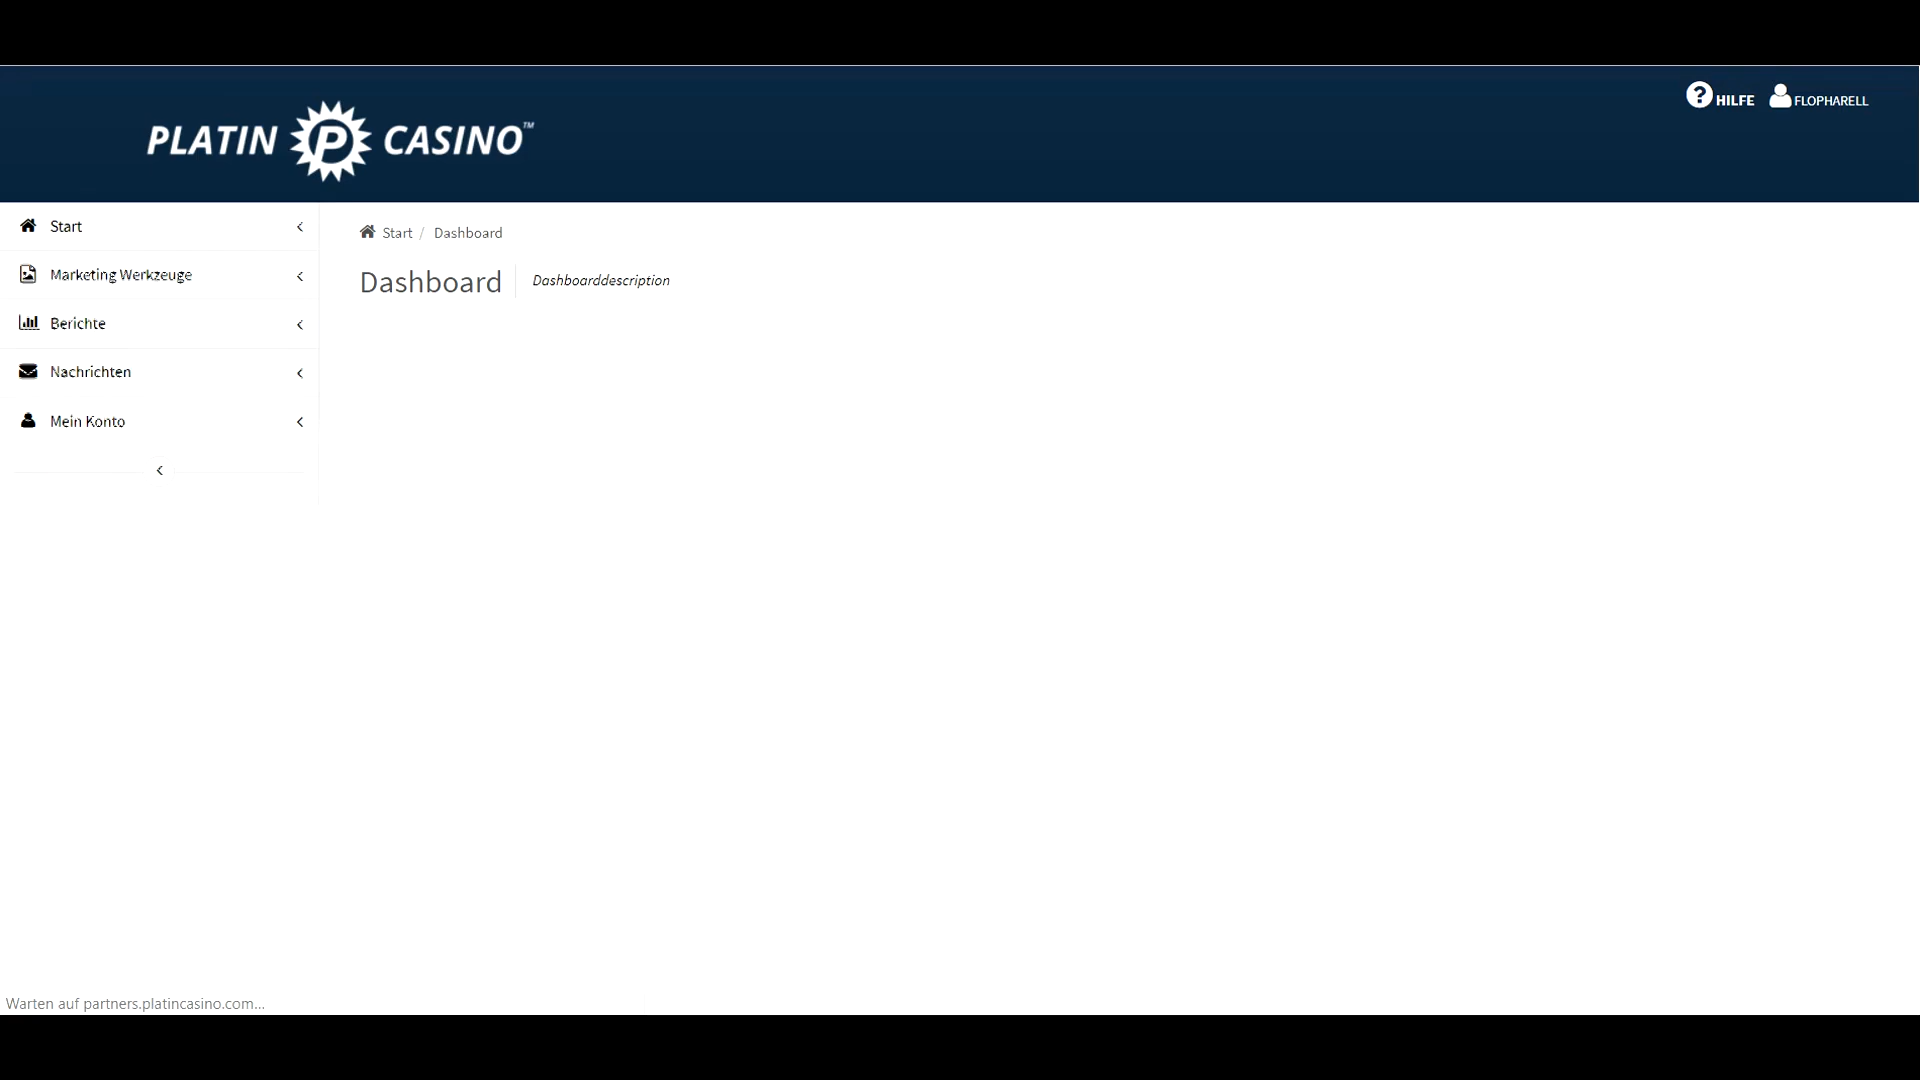 PLATIN P CASINO™
HILFE FLOPHARELL
Start
Marketing Werkzeuge
Berichte
Nachrichten
Mein Konto
Start / Dashboard
Dashboard Dashboarddescription
Warten auf partners.platincasino.com...